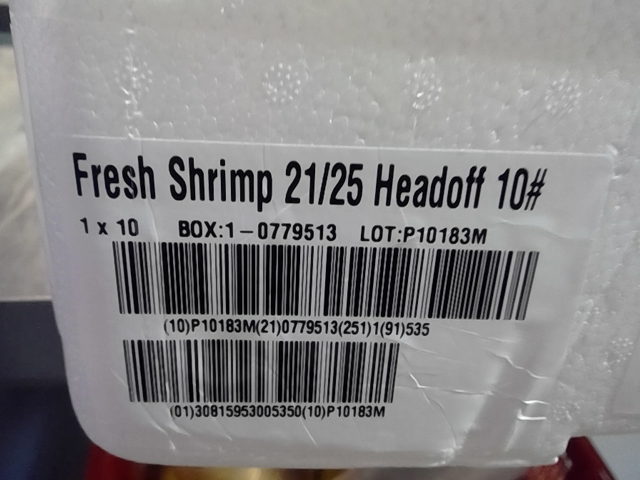 Fresh Shrimp 21/25 Headoff 10#
1 x 10 BOX:1-0779513 LOT:P10183M
(10)P10183M(21)0779513(251)1(91)535
(01)30815953005350(10)P10183M